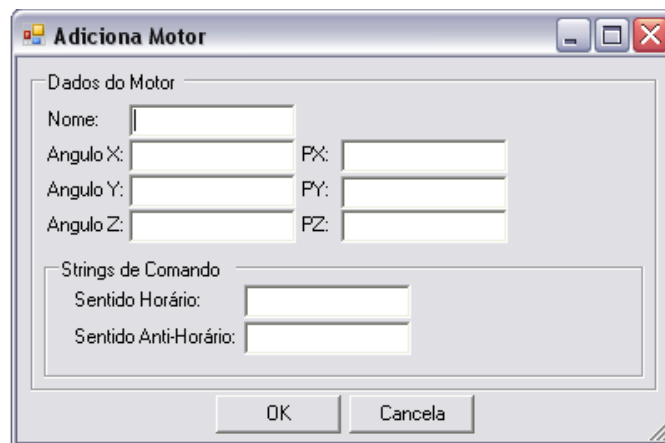 Adiciona Motor
Dados do Motor
Nome:
Angulo X: PX:
Angulo Y: PY:
Angulo Z: PZ:
Strings de Comando
Sentido Horário:
Sentido Anti-Horário:
OK Cancela